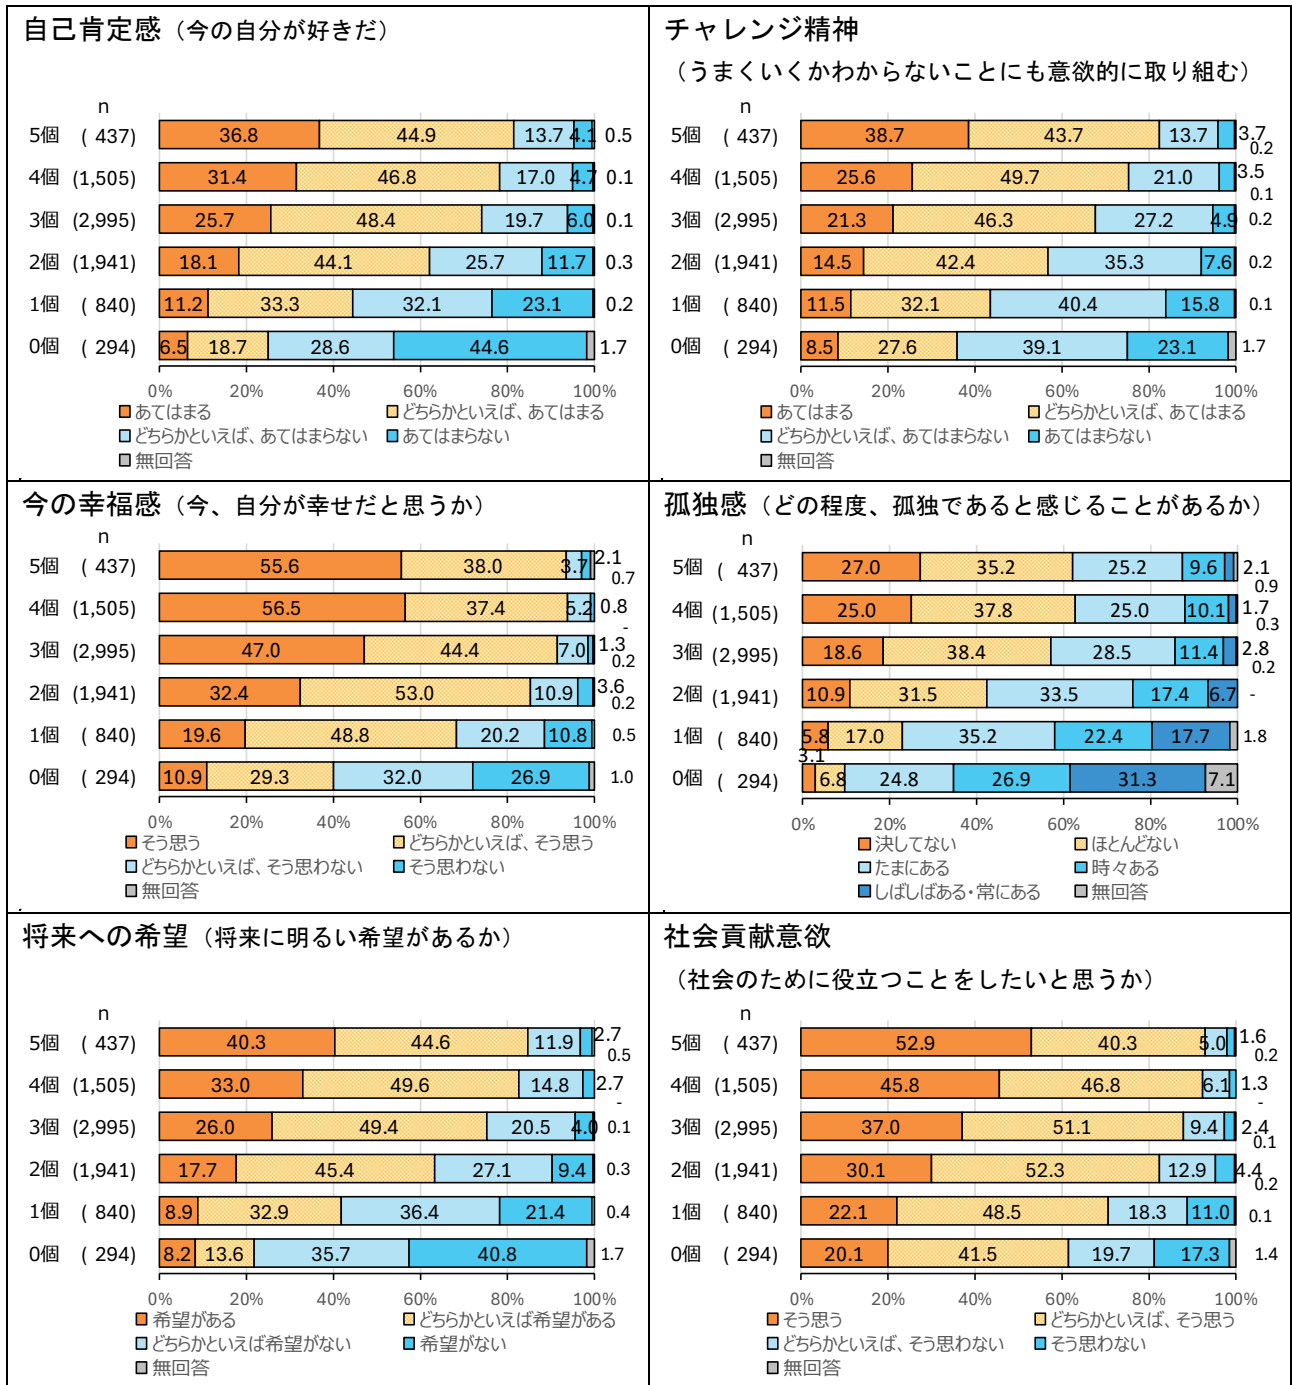 自己肯定感（今の自分が好きだ）
n
5個 ( 437) 36.8 44.9 13.7 4.1 0.5
4個 (1,505) 31.4 46.8 17.0 4.7 0.1
3個 (2,995) 25.7 48.4 19.7 6.0 0.1
2個 (1,941) 18.1 44.1 25.7 11.7 0.3
1個 ( 840) 11.2 33.3 32.1 23.1 0.2
0個 ( 294) 6.5 18.7 28.6 44.6 1.7
0% 20% 40% 60% 80% 100%
あてはまる どちらかといえば、あてはまる
どちらかといえば、あてはまらない あてはまらない
無回答
チャレンジ精神
（うまくいくかわからないことにも意欲的に取り組む）
n
5個 ( 437) 38.7 43.7 13.7 3.7 0.2
4個 (1,505) 25.6 49.7 21.0 3.5 0.1
3個 (2,995) 21.3 46.3 27.2 4.9 0.2
2個 (1,941) 14.5 42.4 35.3 7.6 0.2
1個 ( 840) 11.5 32.1 40.4 15.8 0.1
0個 ( 294) 8.5 27.6 39.1 23.1 1.7
0% 20% 40% 60% 80% 100%
あてはまる どちらかといえば、あてはまる
どちらかといえば、あてはまらない あてはまらない
無回答
今の幸福感（今、自分が幸せだと思うか）
n
5個 ( 437) 55.6 38.0 3.7 2.1 0.7
4個 (1,505) 56.5 37.4 5.2 0.8 -
3個 (2,995) 47.0 44.4 7.0 1.3 0.2
2個 (1,941) 32.4 53.0 10.9 3.6 0.2
1個 ( 840) 19.6 48.8 20.2 10.8 0.5
0個 ( 294) 10.9 29.3 32.0 26.9 1.0
0% 20% 40% 60% 80% 100%
そう思う どちらかといえば、そう思う
どちらかといえば、そう思わない そう思わない
無回答
孤独感（どの程度、孤独であると感じることがあるか）
n
5個 ( 437) 27.0 35.2 25.2 9.6 2.1 0.9
4個 (1,505) 25.0 37.8 25.0 10.1 1.7 0.3
3個 (2,995) 18.6 38.4 28.5 11.4 2.8 0.2
2個 (1,941) 10.9 31.5 33.5 17.4 6.7 -
1個 ( 840) 5.8 17.0 35.2 22.4 17.7 1.8
0個 ( 294) 3.1 6.8 24.8 26.9 31.3 7.1
0% 20% 40% 60% 80% 100%
決してない ほとんどない
たまにある 時々ある
しばしばある・常にある 無回答
将来への希望（将来に明るい希望があるか）
n
5個 ( 437) 40.3 44.6 11.9 2.7 0.5
4個 (1,505) 33.0 49.6 14.8 2.7 -
3個 (2,995) 26.0 49.4 20.5 4.0 0.1
2個 (1,941) 17.7 45.4 27.1 9.4 0.3
1個 ( 840) 8.9 32.9 36.4 21.4 0.4
0個 ( 294) 8.2 13.6 35.7 40.8 1.7
0% 20% 40% 60% 80% 100%
希望がある どちらかといえば希望がある
どちらかといえば希望がない 希望がない
無回答
社会貢献意欲
（社会のために役立つことをしたいと思うか）
n
5個 ( 437) 52.9 40.3 5.0 1.6 0.2
4個 (1,505) 45.8 46.8 6.1 1.3 -
3個 (2,995) 37.0 51.1 9.4 2.4 0.1
2個 (1,941) 30.1 52.3 12.9 4.4 0.2
1個 ( 840) 22.1 48.5 18.3 11.0 0.1
0個 ( 294) 20.1 41.5 19.7 17.3 1.4
0% 20% 40% 60% 80% 100%
そう思う どちらかといえば、そう思う
どちらかといえば、そう思わない そう思わない
無回答